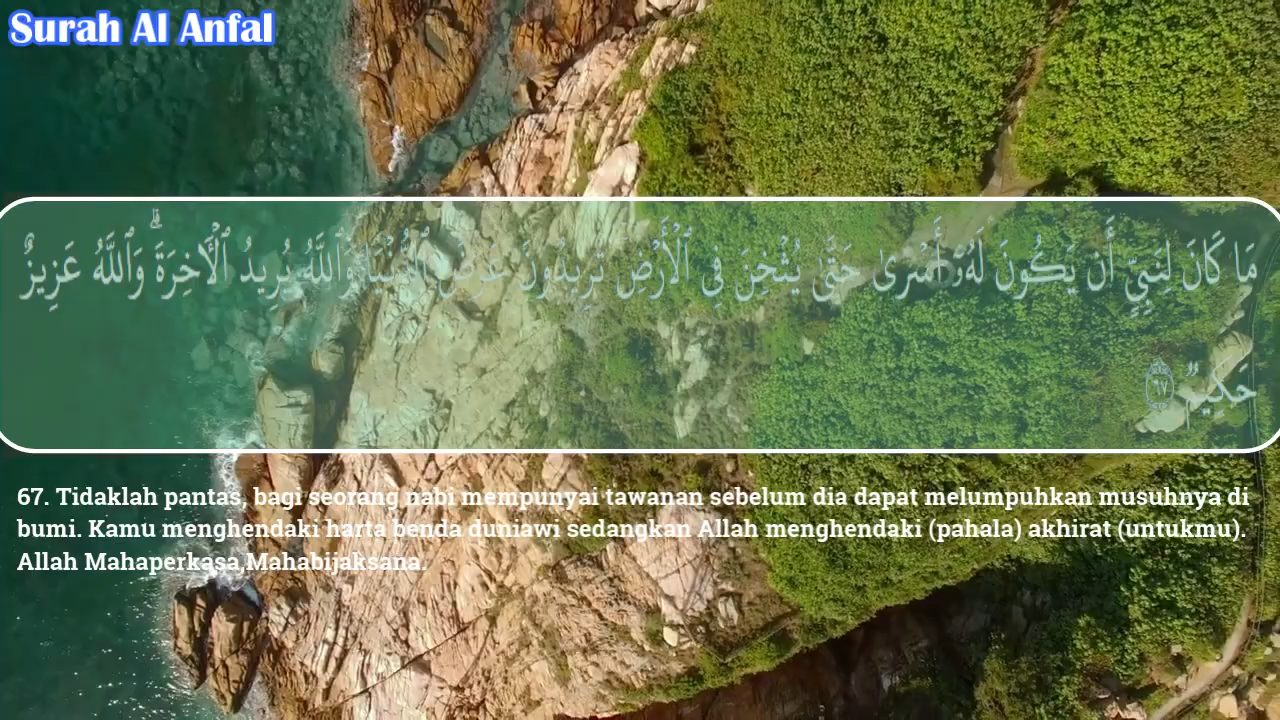 Surah Al Anfal
مَا كَانَ لِنَبِيٍّ أَن يَكُونَ لَهُۥٓ أَسْرَىٰ حَتَّىٰ يُثْخِنَ فِي ٱلْأَرْضِ تُرِيدُونَ عَرَضَ ٱلدُّنْيَا وَٱللَّهُ يُرِيدُ ٱلْآخِرَةَ ۗ وَٱللَّهُ عَزِيزٌ
حَكِيمٌ ٦٧
67. Tidaklah pantas, bagi seorang nabi mempunyai tawanan sebelum dia dapat melumpuhkan musuhnya di
bumi. Kamu menghendaki harta benda duniawi sedangkan Allah menghendaki (pahala) akhirat (untukmu).
Allah Mahaperkasa,Mahabijaksana.